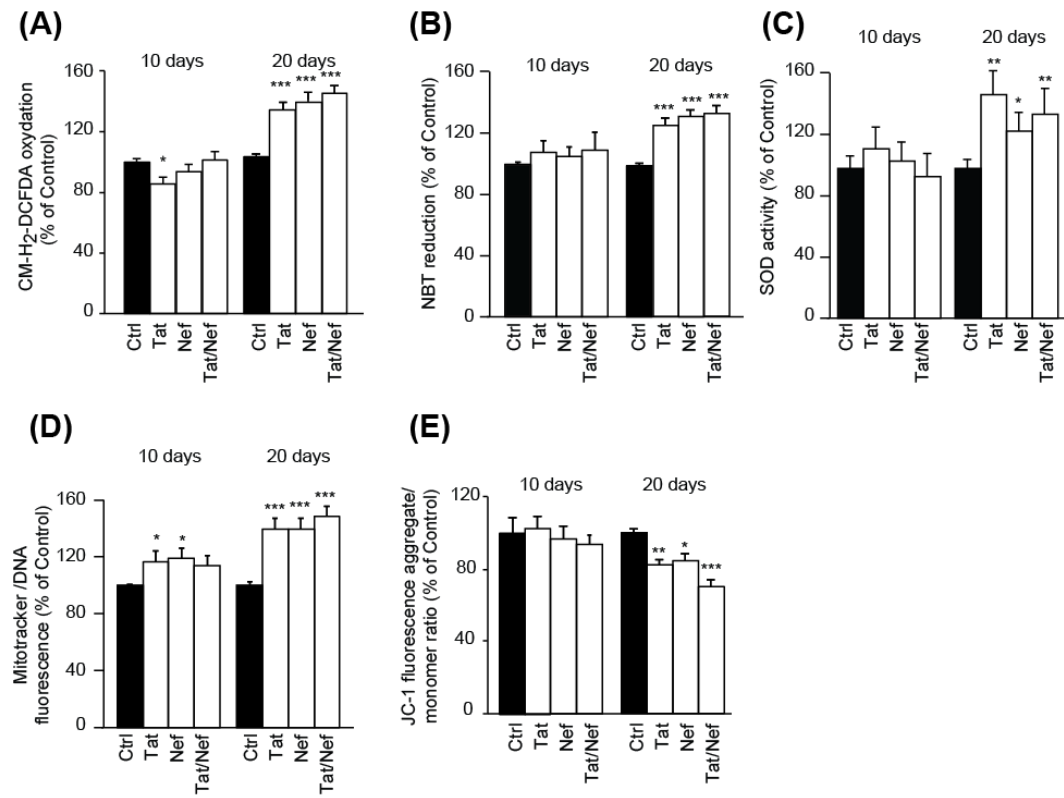 (A)
10 days
20 days
CM-H2-DCFDA oxydation
(% of Control)
160
120
80
40
0
*
***
***
***
Ctrl
Tat
Nef
Tat/Nef
Ctrl
Tat
Nef
Tat/Nef
(B)
10 days
20 days
NBT reduction (% of Control)
160
120
80
40
0
***
***
***
Ctrl
Tat
Nef
Tat/Nef
Ctrl
Tat
Nef
Tat/Nef
(C)
10 days
20 days
SOD activity (% of Control)
160
120
80
40
0
**
*
**
Ctrl
Tat
Nef
Tat/Nef
Ctrl
Tat
Nef
Tat/Nef
(D)
10 days
20 days
Mitotracker /DNA
fluorescence (% of Control)
160
120
80
40
0
*
*
***
***
***
Ctrl
Tat
Nef
Tat/Nef
Ctrl
Tat
Nef
Tat/Nef
(E)
10 days
20 days
JC-1 fluorescence aggregate/
monomer ratio (% of Control)
120
80
40
0
**
*
***
Ctrl
Tat
Nef
Tat/Nef
Ctrl
Tat
Nef
Tat/Nef